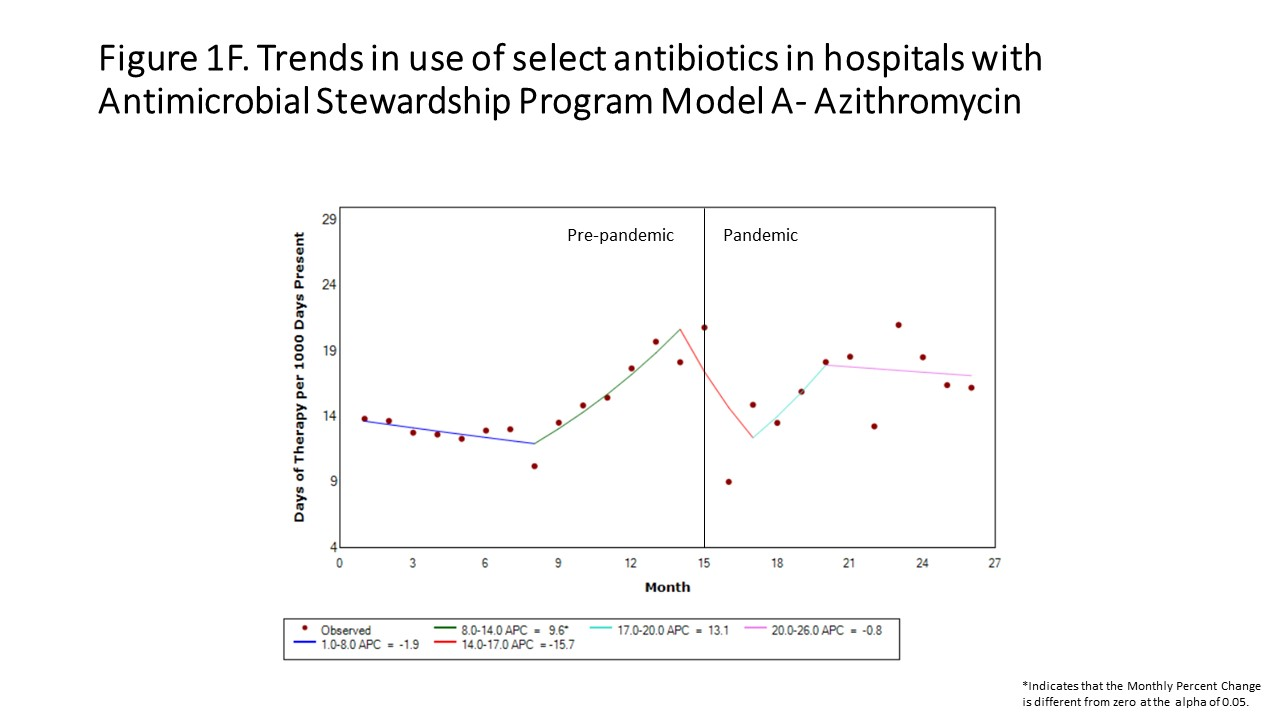 Figure 1F. Trends in use of select antibiotics in hospitals with
Antimicrobial Stewardship Program Model A- Azithromycin
Pre-pandemic
Pandemic
Days of Therapy per 1000 Days Present
29
24
19
14
9
4
0 3 6 9 12 15 18 21 24 27
Month
Observed 8.0-14.0 APC = 9.6* 17.0-20.0 APC = 13.1 20.0-26.0 APC = -0.8
1.0-8.0 APC = -1.9 14.0-17.0 APC = -15.7
*Indicates that the Monthly Percent Change
is different from zero at the alpha of 0.05.